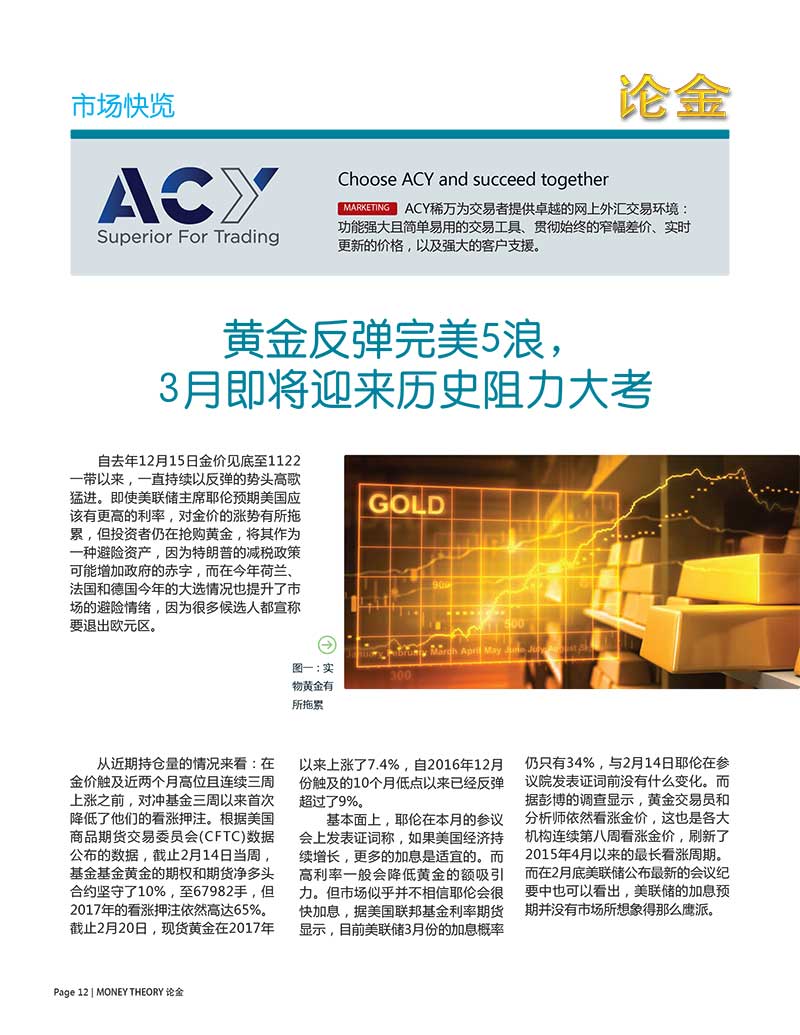 市场快览
论金
ACY
Superior For Trading
Choose ACY and succeed together
MARKETING ACY稀万为交易者提供卓越的网上外汇交易环境：
功能强大且简单易用的交易工具、贯彻始终的窄幅差价、实时
更新的价格，以及强大的客户支援。
黄金反弹完美5浪，
3月即将迎来历史阻力大考
自去年12月15日金价见底至1122
一带以来，一直持续以反弹的势头高歌
猛进。即使美联储主席耶伦预期美国应
该有更高的利率，对金价的涨势有所拖
累，但投资者仍在抢购黄金，将其作为
一种避险资产，因为特朗普的减税政策
可能增加政府的赤字，而在今年荷兰、
法国和德国今年的大选情况也提升了市
场的避险情绪，因为很多候选人都宣称
要退出欧元区。
GOLD
900
500
January February March April May June July August Se
300
图一：实
物黄金有
所拖累
从近期持仓量的情况来看：在
金价触及近两个月高位且连续三周
上涨之前，对冲基金三周以来首次
降低了他们的看涨押注。根据美国
商品期货交易委员会(CFTC)数据
公布的数据，截止2月14日当周，
基金基金黄金的期权和期货净多头
合约坚守了10%，至67982手，但
2017年的看涨押注依然高达65%。
截止2月20日，现货黄金在2017年
以来上涨了7.4%，自2016年12月
份触及的10个月低点以来已经反弹
超过了9%。
基本面上，耶伦在本月的参议
会上发表证词称，如果美国经济持
续增长，更多的加息是适宜的。而
高利率一般会降低黄金的额吸引
力。但市场似乎并不相信耶伦会很
快加息，据美国联邦基金利率期货
显示，目前美联储3月份的加息概率
仍只有34%，与2月14日耶伦在参
议院发表证词前没有什么变化。而
据彭博的调查显示，黄金交易员和
分析师依然看涨金价，这也是各大
机构连续第八周看涨金价，刷新了
2015年4月以来的最长看涨周期。
而在2月底美联储公布最新的会议纪
要中也可以看出，美联储的加息预
期并没有市场所想象得那么鹰派。
Page 12 | MONEY THEORY 论金